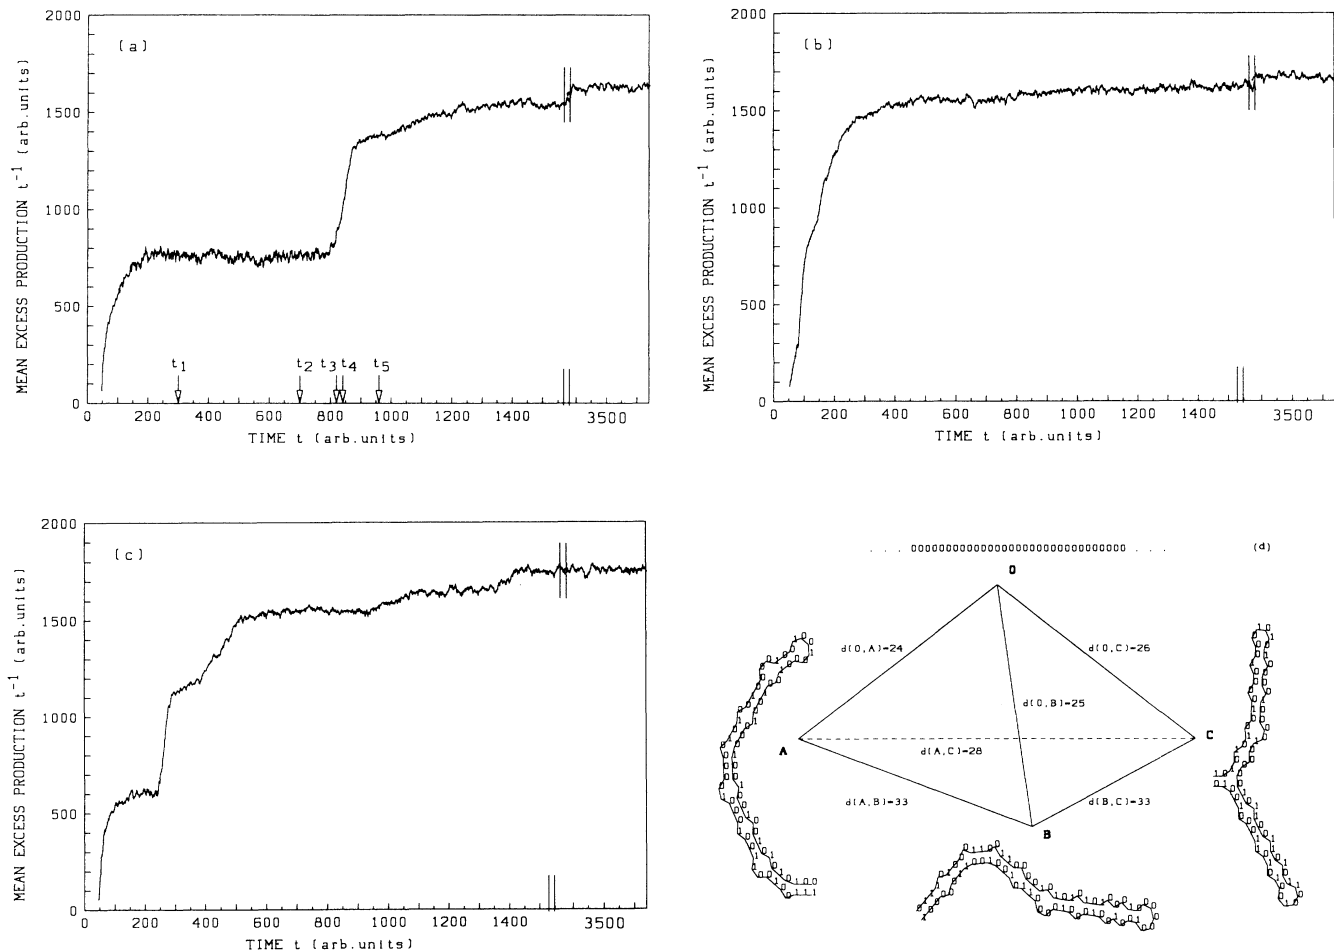 (a)
MEAN EXCESS PRODUCTION t⁻¹ (arb.units)
2000
1500
1000
500
0
t1 t2 t3 t4 t5
0 200 400 600 800 1000 1200 1400 3500
TIME t (arb.units)
(b)
MEAN EXCESS PRODUCTION t⁻¹ (arb.units)
2000
1500
1000
500
0
0 200 400 600 800 1000 1200 1400 3500
TIME t (arb.units)
(c)
MEAN EXCESS PRODUCTION t⁻¹ (arb.units)
2000
1500
1000
500
0
0 200 400 600 800 1000 1200 1400 3500
TIME t (arb.units)
(d)
0
d(0,A)=24
d(0,C)=26
d(0,B)=25
A
C
d(A,C)=28
d(A,B)=33
d(B,C)=33
B